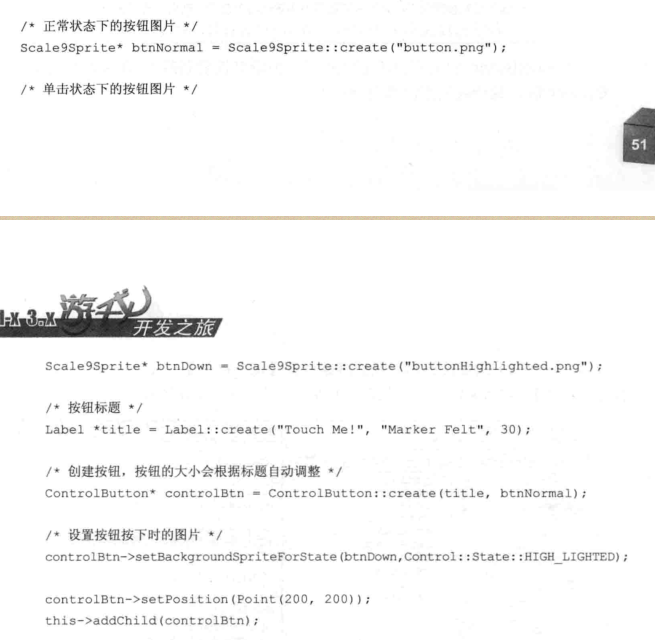 /* 正常状态下的按钮图片 */
Scale9Sprite* btnNormal = Scale9Sprite::create("button.png");
/* 单击状态下的按钮图片 */
51
-x 3.x 游戏
开发之旅
Scale9Sprite* btnDown = Scale9Sprite::create("buttonHighlighted.png");
/* 按钮标题 */
Label *title = Label::create("Touch Me!", "Marker Felt", 30);
/* 创建按钮，按钮的大小会根据标题自动调整 */
ControlButton* controlBtn = ControlButton::create(title, btnNormal);
/* 设置按钮按下时的图片 */
controlBtn->setBackgroundSpriteForState(btnDown,Control::State::HIGH_LIGHTED);
controlBtn->setPosition(Point(200, 200));
this->addChild(controlBtn);